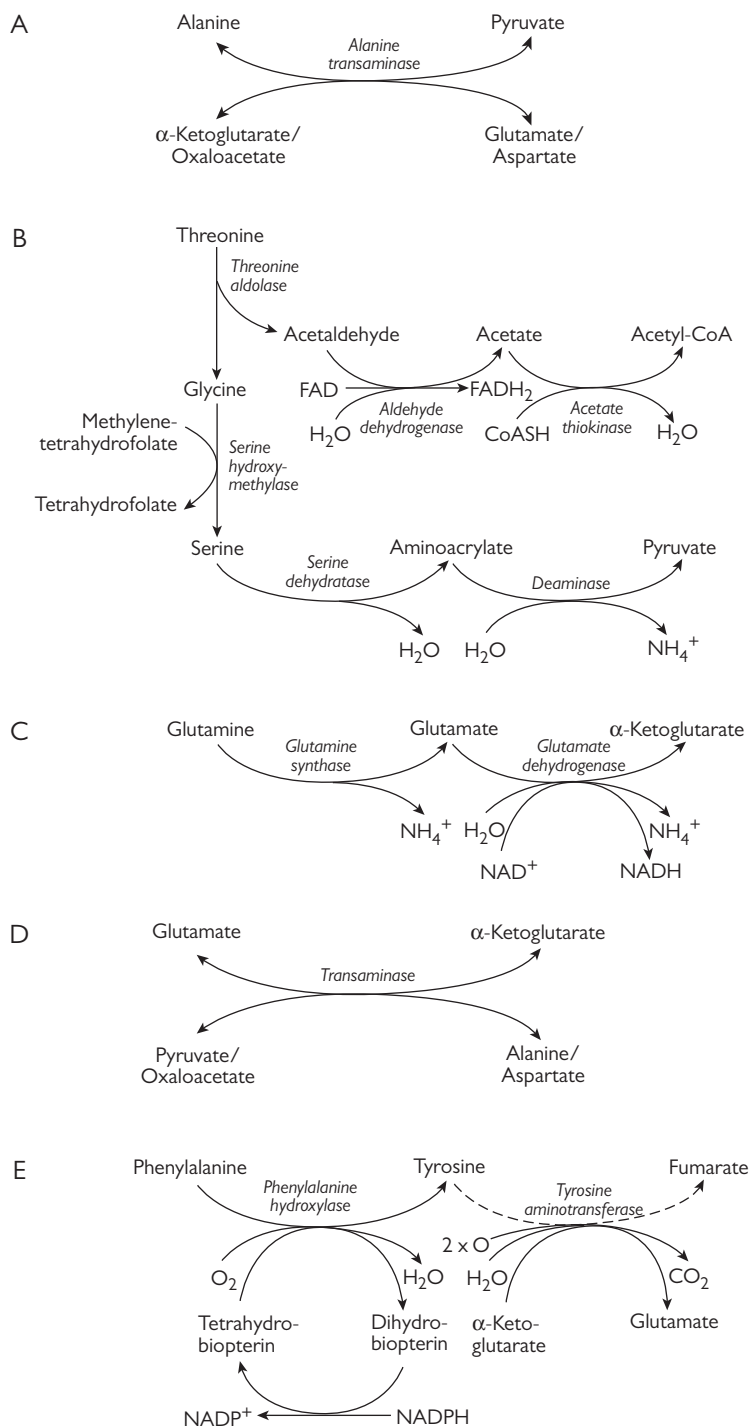 A
Alanine
Pyruvate
Alanine
transaminase
α-Ketoglutarate/
Oxaloacetate
Glutamate/
Aspartate
B
Threonine
Threonine
aldolase
Acetaldehyde
Acetate
Acetyl-CoA
Glycine
FAD
FADH₂
H₂O
Aldehyde
dehydrogenase
CoASH
Acetate
thiokinase
H₂O
Methylene-
tetrahydrofolate
Serine
hydroxy-
methylase
Tetrahydrofolate
Serine
Serine
dehydratase
Aminoacrylate
Deaminase
Pyruvate
H₂O
H₂O
NH₄⁺
C
Glutamine
Glutamine
synthase
Glutamate
Glutamate
dehydrogenase
α-Ketoglutarate
NH₄⁺
H₂O
NH₄⁺
NAD⁺
NADH
D
Glutamate
α-Ketoglutarate
Transaminase
Pyruvate/
Oxaloacetate
Alanine/
Aspartate
E
Phenylalanine
Phenylalanine
hydroxylase
Tyrosine
Tyrosine
aminotransferase
Fumarate
O₂
H₂O
2 x O
H₂O
CO₂
Tetrahydro-
biopterin
Dihydro-
biopterin
α-Keto-
glutarate
Glutamate
NADP⁺
NADPH